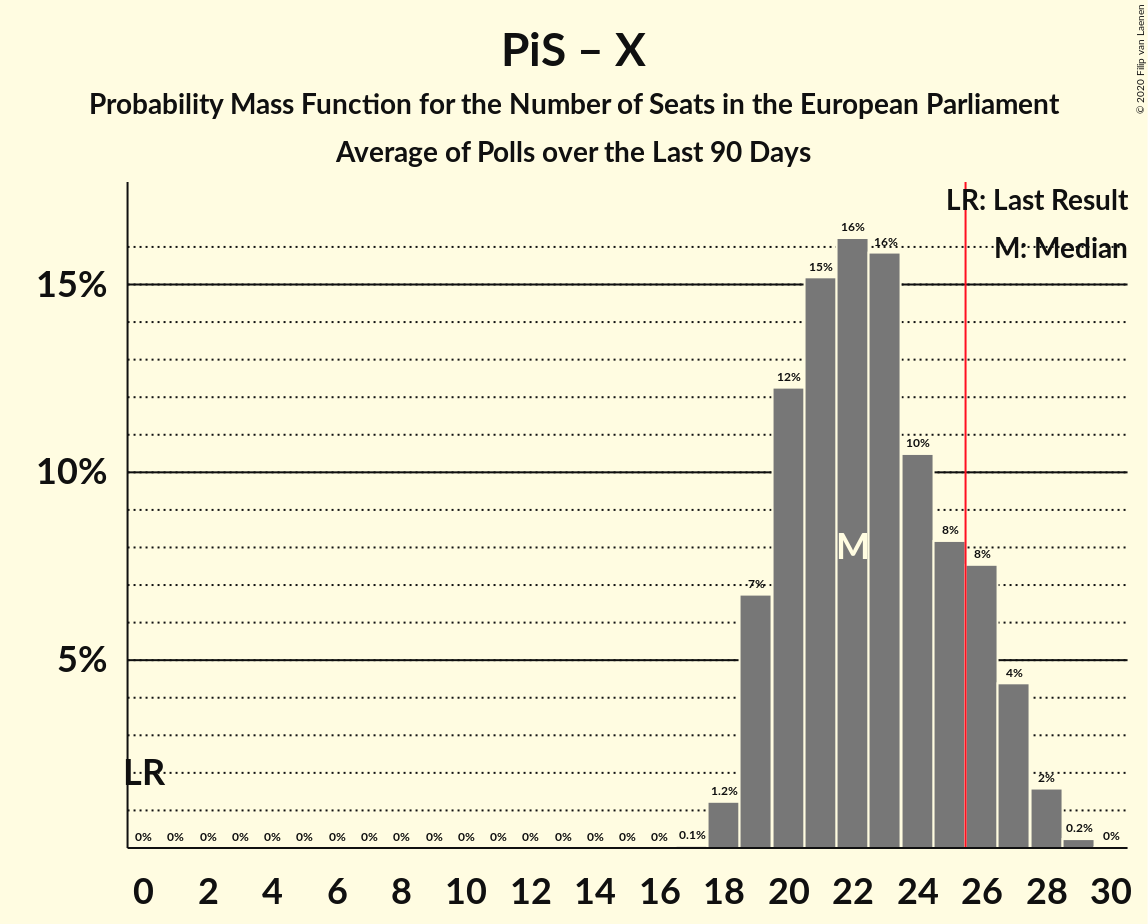 PiS – X
Probability Mass Function for the Number of Seats in the European Parliament
Average of Polls over the Last 90 Days
© 2020 Filip van Laenen
LR: Last Result
M: Median
15%
10%
5%
16%
16%
15%
12%
10%
8%
8%
7%
M
4%
LR
1.2%
2%
0% 0% 0% 0% 0% 0% 0% 0% 0% 0% 0% 0% 0% 0% 0% 0% 0% 0.1% 0.2% 0%
0 2 4 6 8 10 12 14 16 18 20 22 24 26 28 30